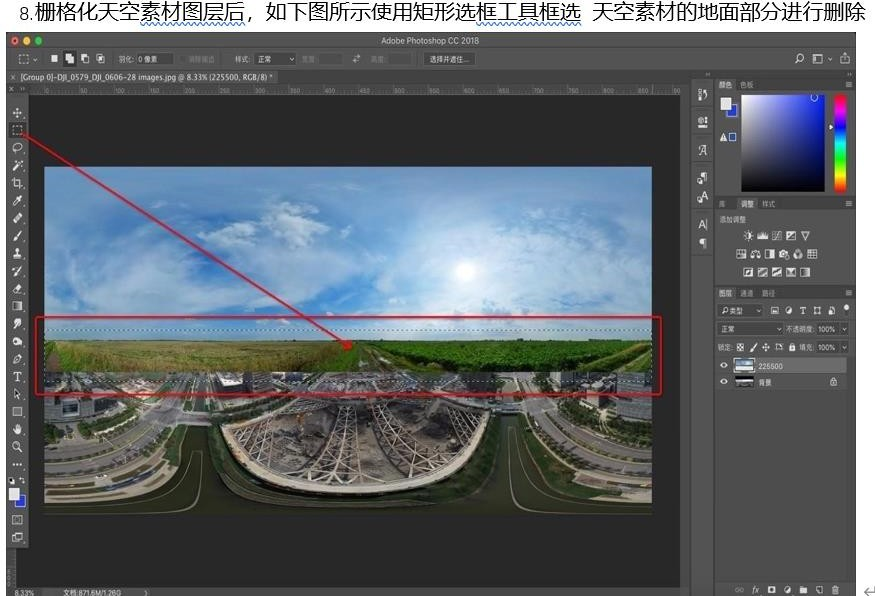 8.栅格化天空素材图层后，如下图所示使用矩形选框工具框选 天空素材的地面部分进行删除
Adobe Photoshop CC 2018
羽化: 0 像素 消除锯齿 样式: 正常 宽度: 高度: 选择并遮住...
× [Group 0]-DJI_0579_DJI_0606-28 images.jpg @ 8.33% (225500, RGB/8) *
颜色 色板
库 调整 样式
添加调整
图层 通道 路径
类型
正常 不透明度: 100%
锁定: 填充: 100%
225500
背景
8.33% 文档:871.6M/1.26G